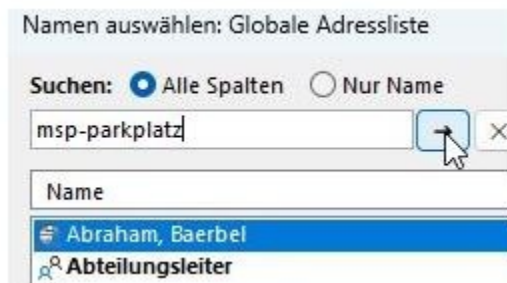 Namen auswählen: Globale Adressliste
Suchen: Alle Spalten Nur Name
msp-parkplatz
Name
Abraham, Baerbel
Abteilungsleiter